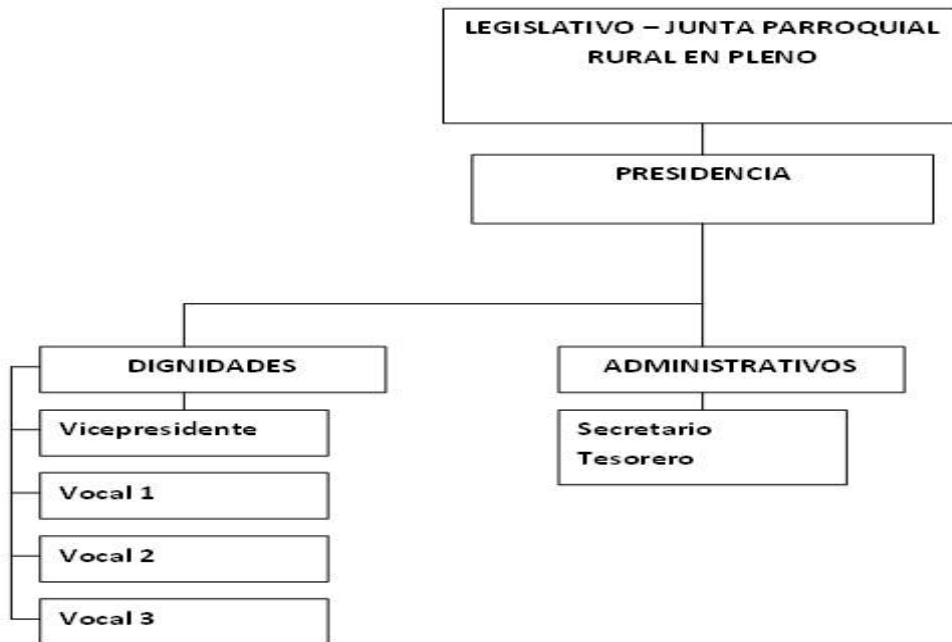 LEGISLATIVO – JUNTA PARROQUIAL
RURAL EN PLENO
PRESIDENCIA
DIGNIDADES
Vicepresidente
Vocal 1
Vocal 2
Vocal 3
ADMINISTRATIVOS
Secretario
Tesorero